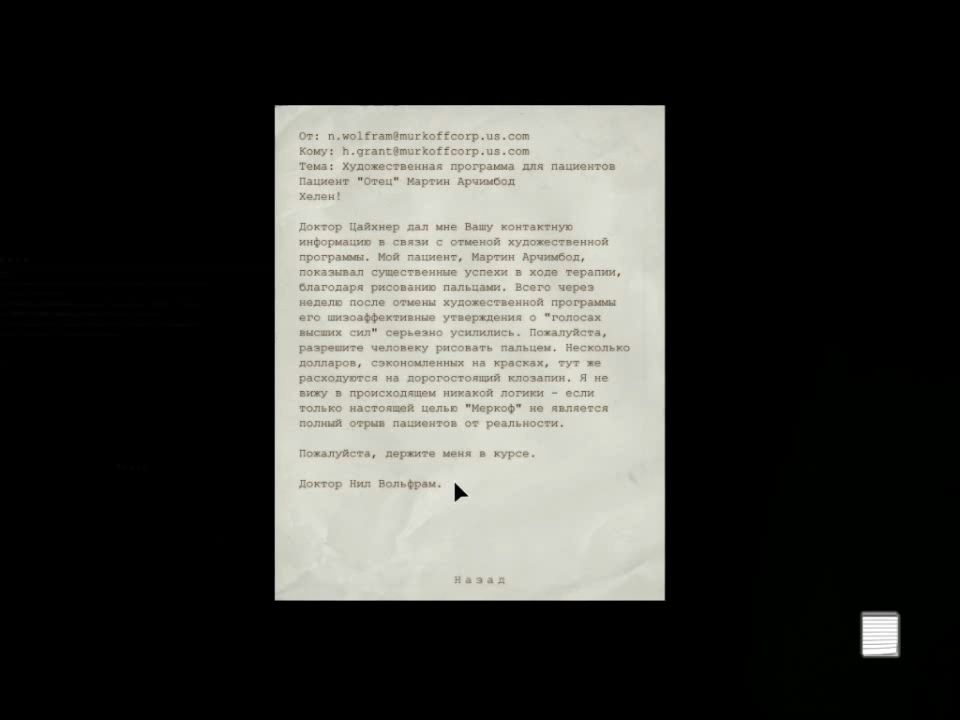 От: n.wolfram@murkoffcorp.us.com
Кому: h.grant@murkoffcorp.us.com
Тема: Художественная программа для пациентов
Пациент "Отец" Мартин Арчимбод
Хелен!
Доктор Цайхнер дал мне Вашу контактную
информацию в связи с отменой художественной
программы. Мой пациент, Мартин Арчимбод,
показывал существенные успехи в ходе терапии,
благодаря рисованию пальцами. Всего через
неделю после отмены художественной программы
его шизоаффективные утверждения о "голосах
высших сил" серьезно усилились. Пожалуйста,
разрешите человеку рисовать пальцем. Несколько
долларов, сэкономленных на красках, тут же
расходуются на дорогостоящий клозапин. Я не
вижу в происходящем никакой логики - если
только настоящей целью "Меркоф" не является
полный отрыв пациентов от реальности.
Пожалуйста, держите меня в курсе.
Доктор Нил Вольфрам.
Назад